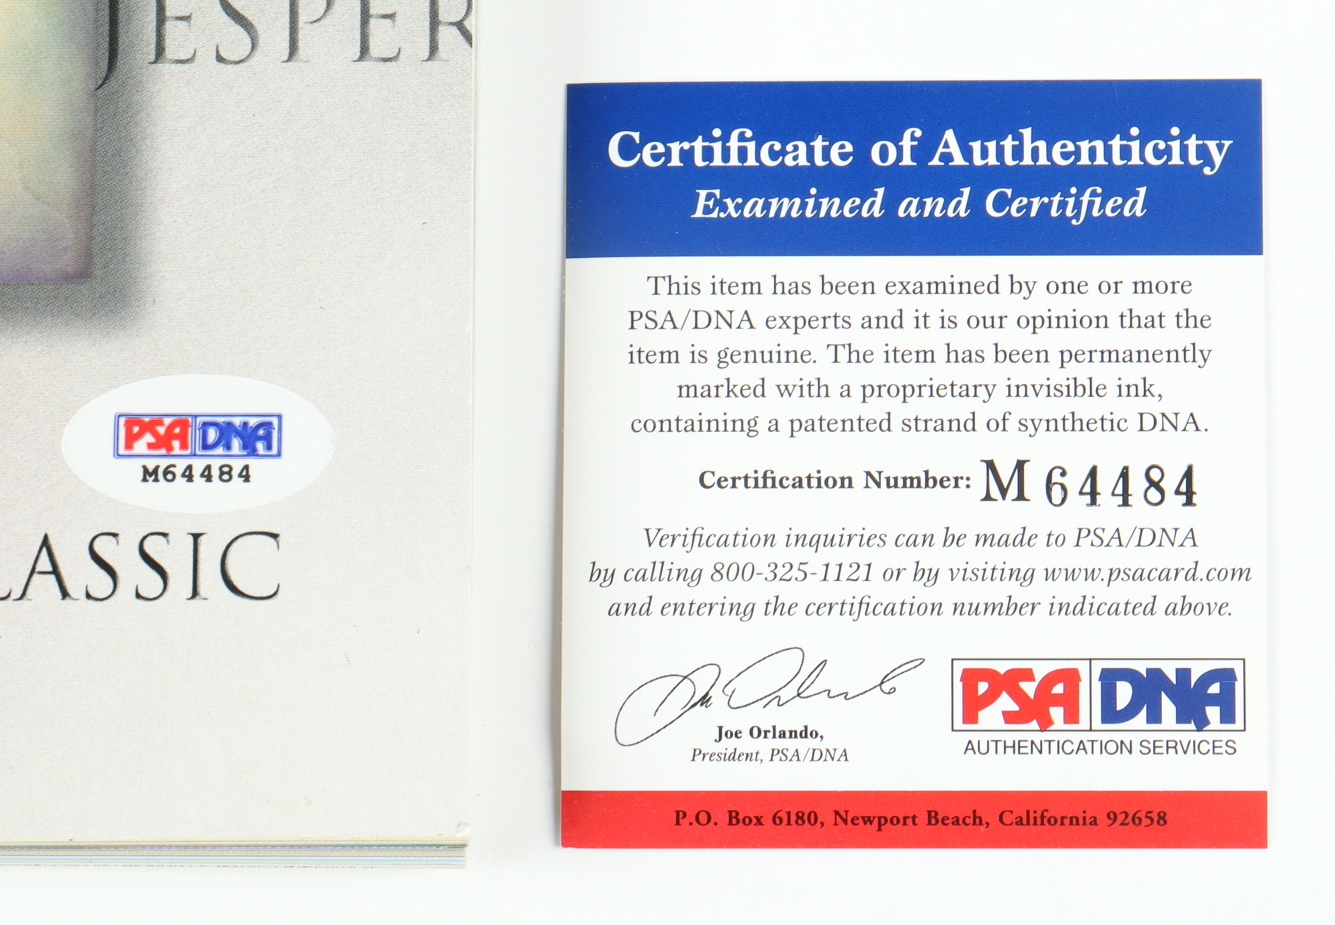 JESPER
PSA DNA
M64484
LASSIC
Certificate of Authenticity
Examined and Certified
This item has been examined by one or more
PSA/DNA experts and it is our opinion that the
item is genuine. The item has been permanently
marked with a proprietary invisible ink,
containing a patented strand of synthetic DNA.
Certification Number: M 64484
Verification inquiries can be made to PSA/DNA
by calling 800-325-1121 or by visiting www.psacard.com
and entering the certification number indicated above.
Joe Orlando,
President, PSA/DNA
PSA DNA
AUTHENTICATION SERVICES
P.O. Box 6180, Newport Beach, California 92658